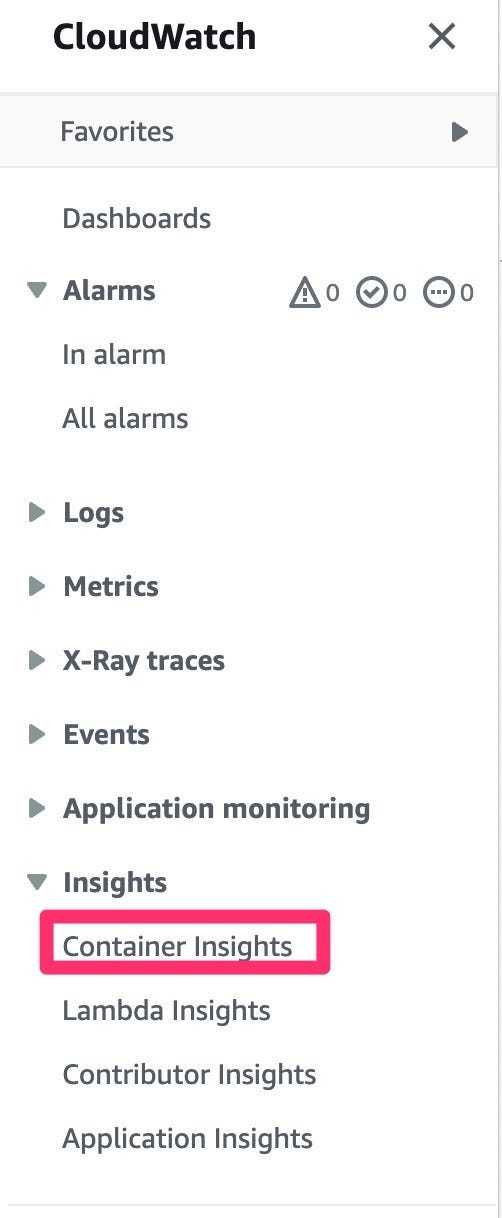 CloudWatch
Favorites
Dashboards
Alarms 0 0 0
In alarm
All alarms
Logs
Metrics
X-Ray traces
Events
Application monitoring
Insights
Container Insights
Lambda Insights
Contributor Insights
Application Insights